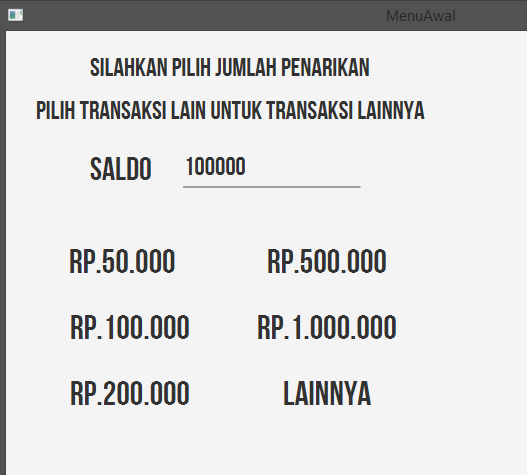 MenuAwal
SILAHKAN PILIH JUMLAH PENARIKAN
PILIH TRANSAKSI LAIN UNTUK TRANSAKSI LAINNYA
SALDO 100000
RP.50.000 RP.500.000
RP.100.000 RP.1.000.000
RP.200.000 LAINNYA